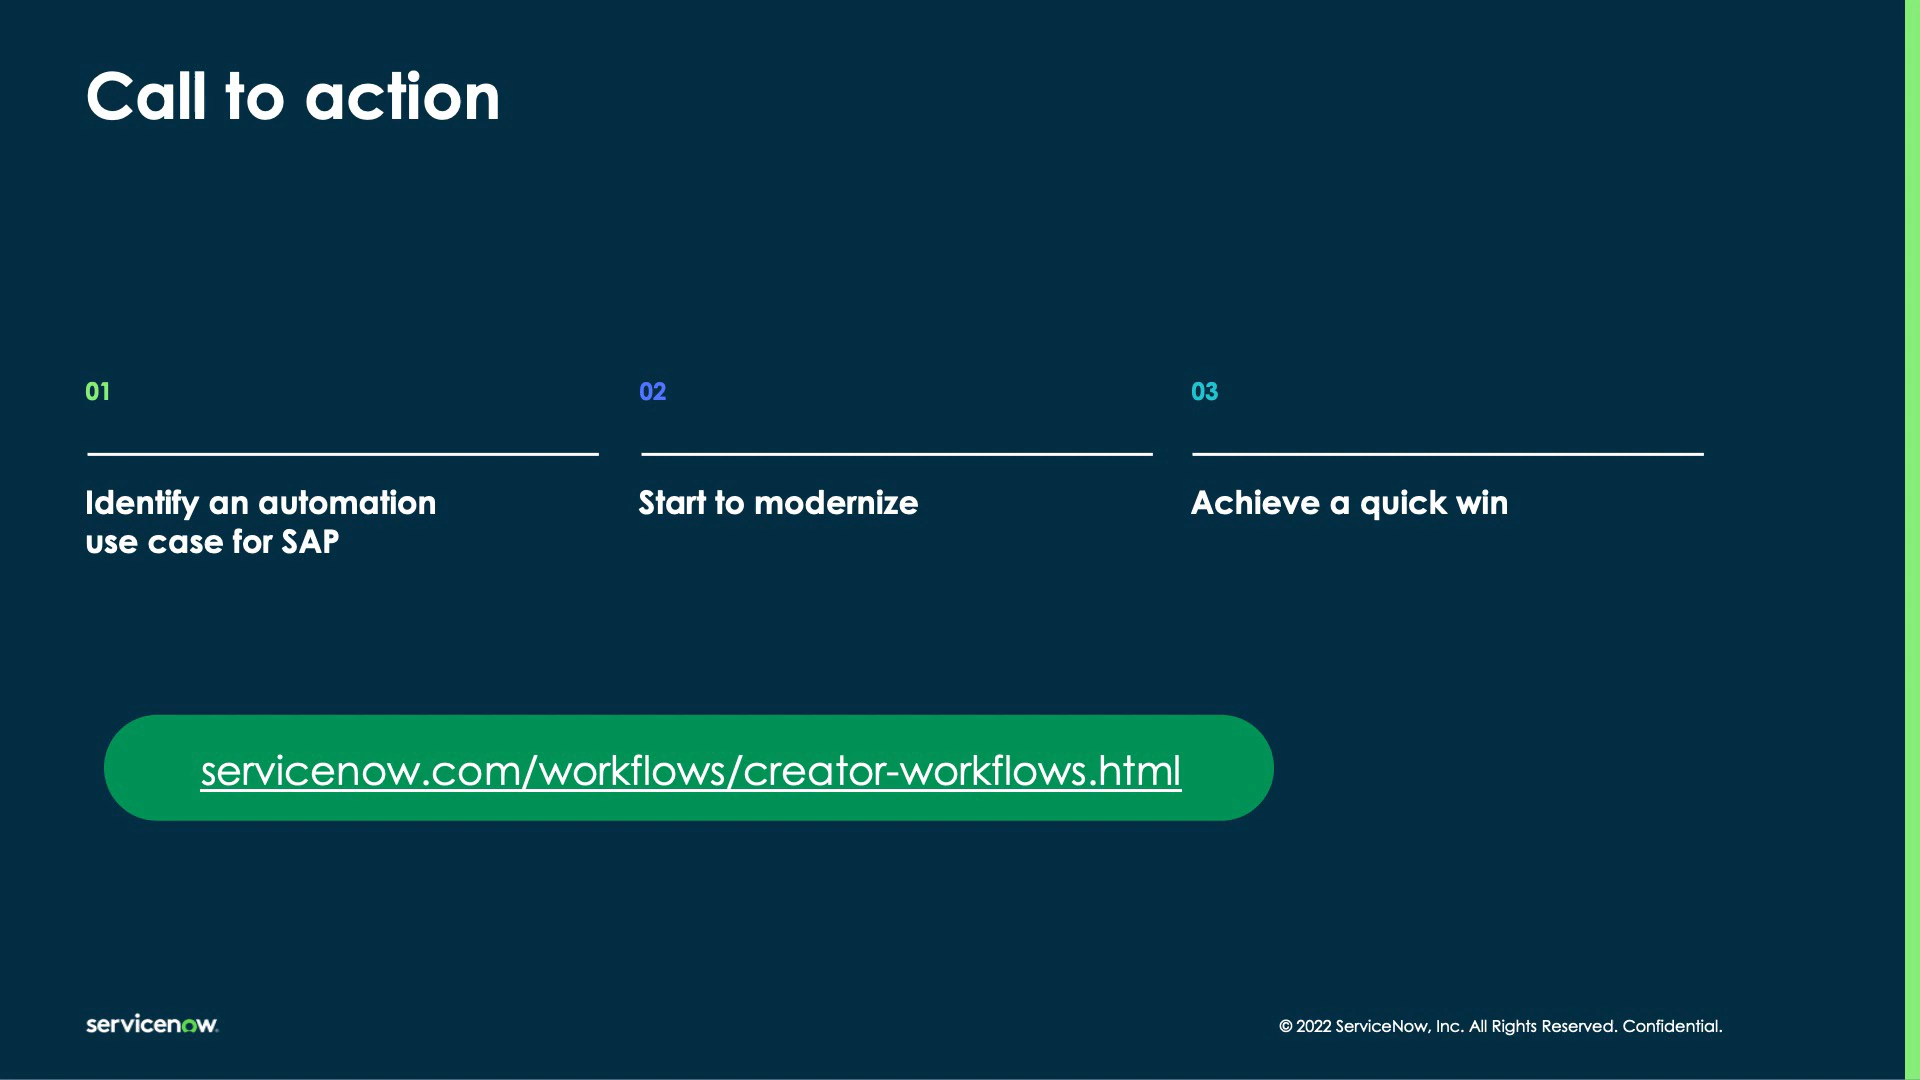 Call to action
01
Identify an automation
use case for SAP
02
Start to modernize
03
Achieve a quick win
servicenow.com/workflows/creator-workflows.html
servicenow.
© 2022 ServiceNow, Inc. All Rights Reserved. Confidential.